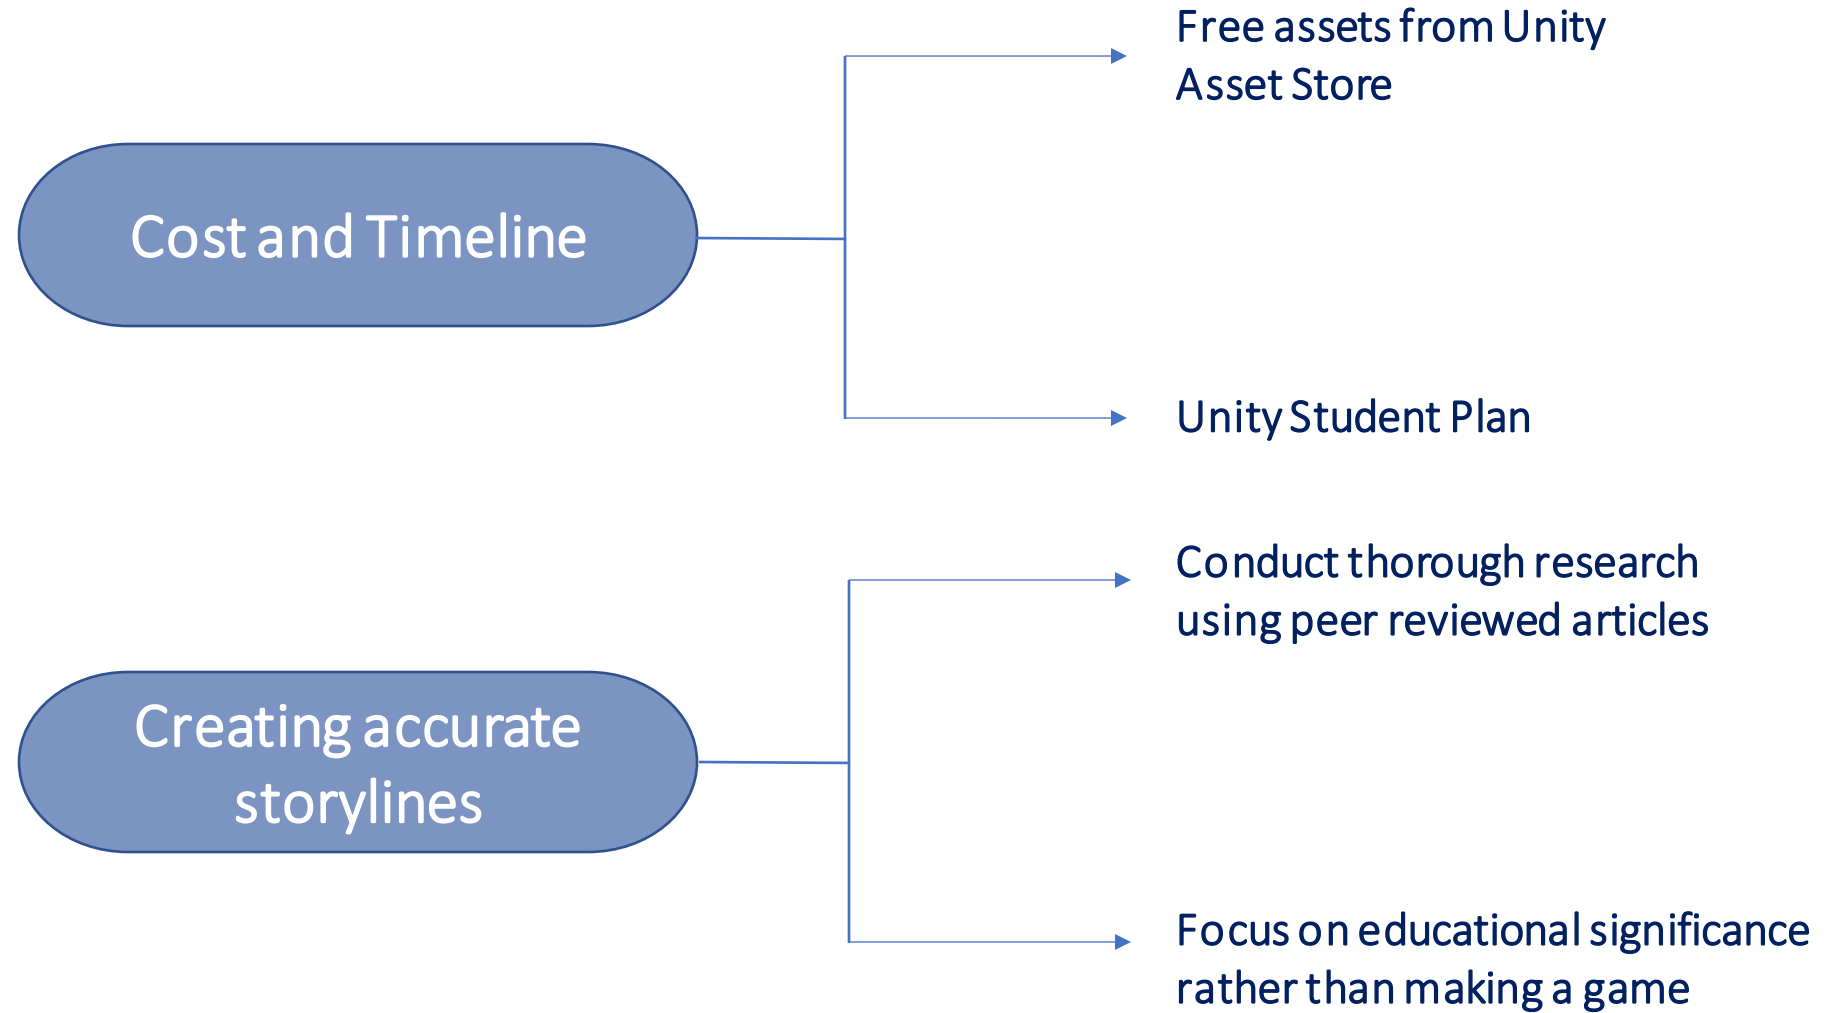 Free assets from Unity
Asset Store
Cost and Timeline
Unity Student Plan
Conduct thorough research
using peer reviewed articles
Creating accurate
storylines
Focus on educational significance
rather than making a game